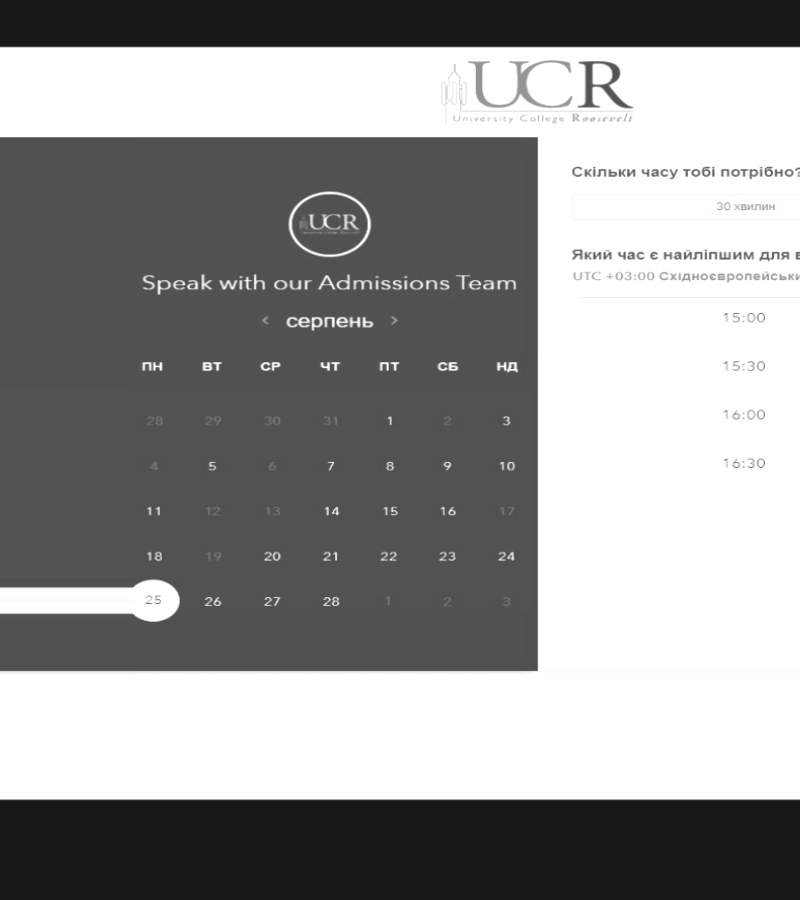 UCR
University College Roosevelt
UCR
Speak with our Admissions Team
< серпень >
ПН ВТ СР ЧТ ПТ СБ НД
28 29 30 31 1 2 3
4 5 6 7 8 9 10
11 12 13 14 15 16 17
18 19 20 21 22 23 24
25 26 27 28 1 2 3
Скільки часу тобі потрібно?
30 хвилин
Який час є найліпшим для в
UTC +03:00 Східноєвропейськи
15:00
15:30
16:00
16:30